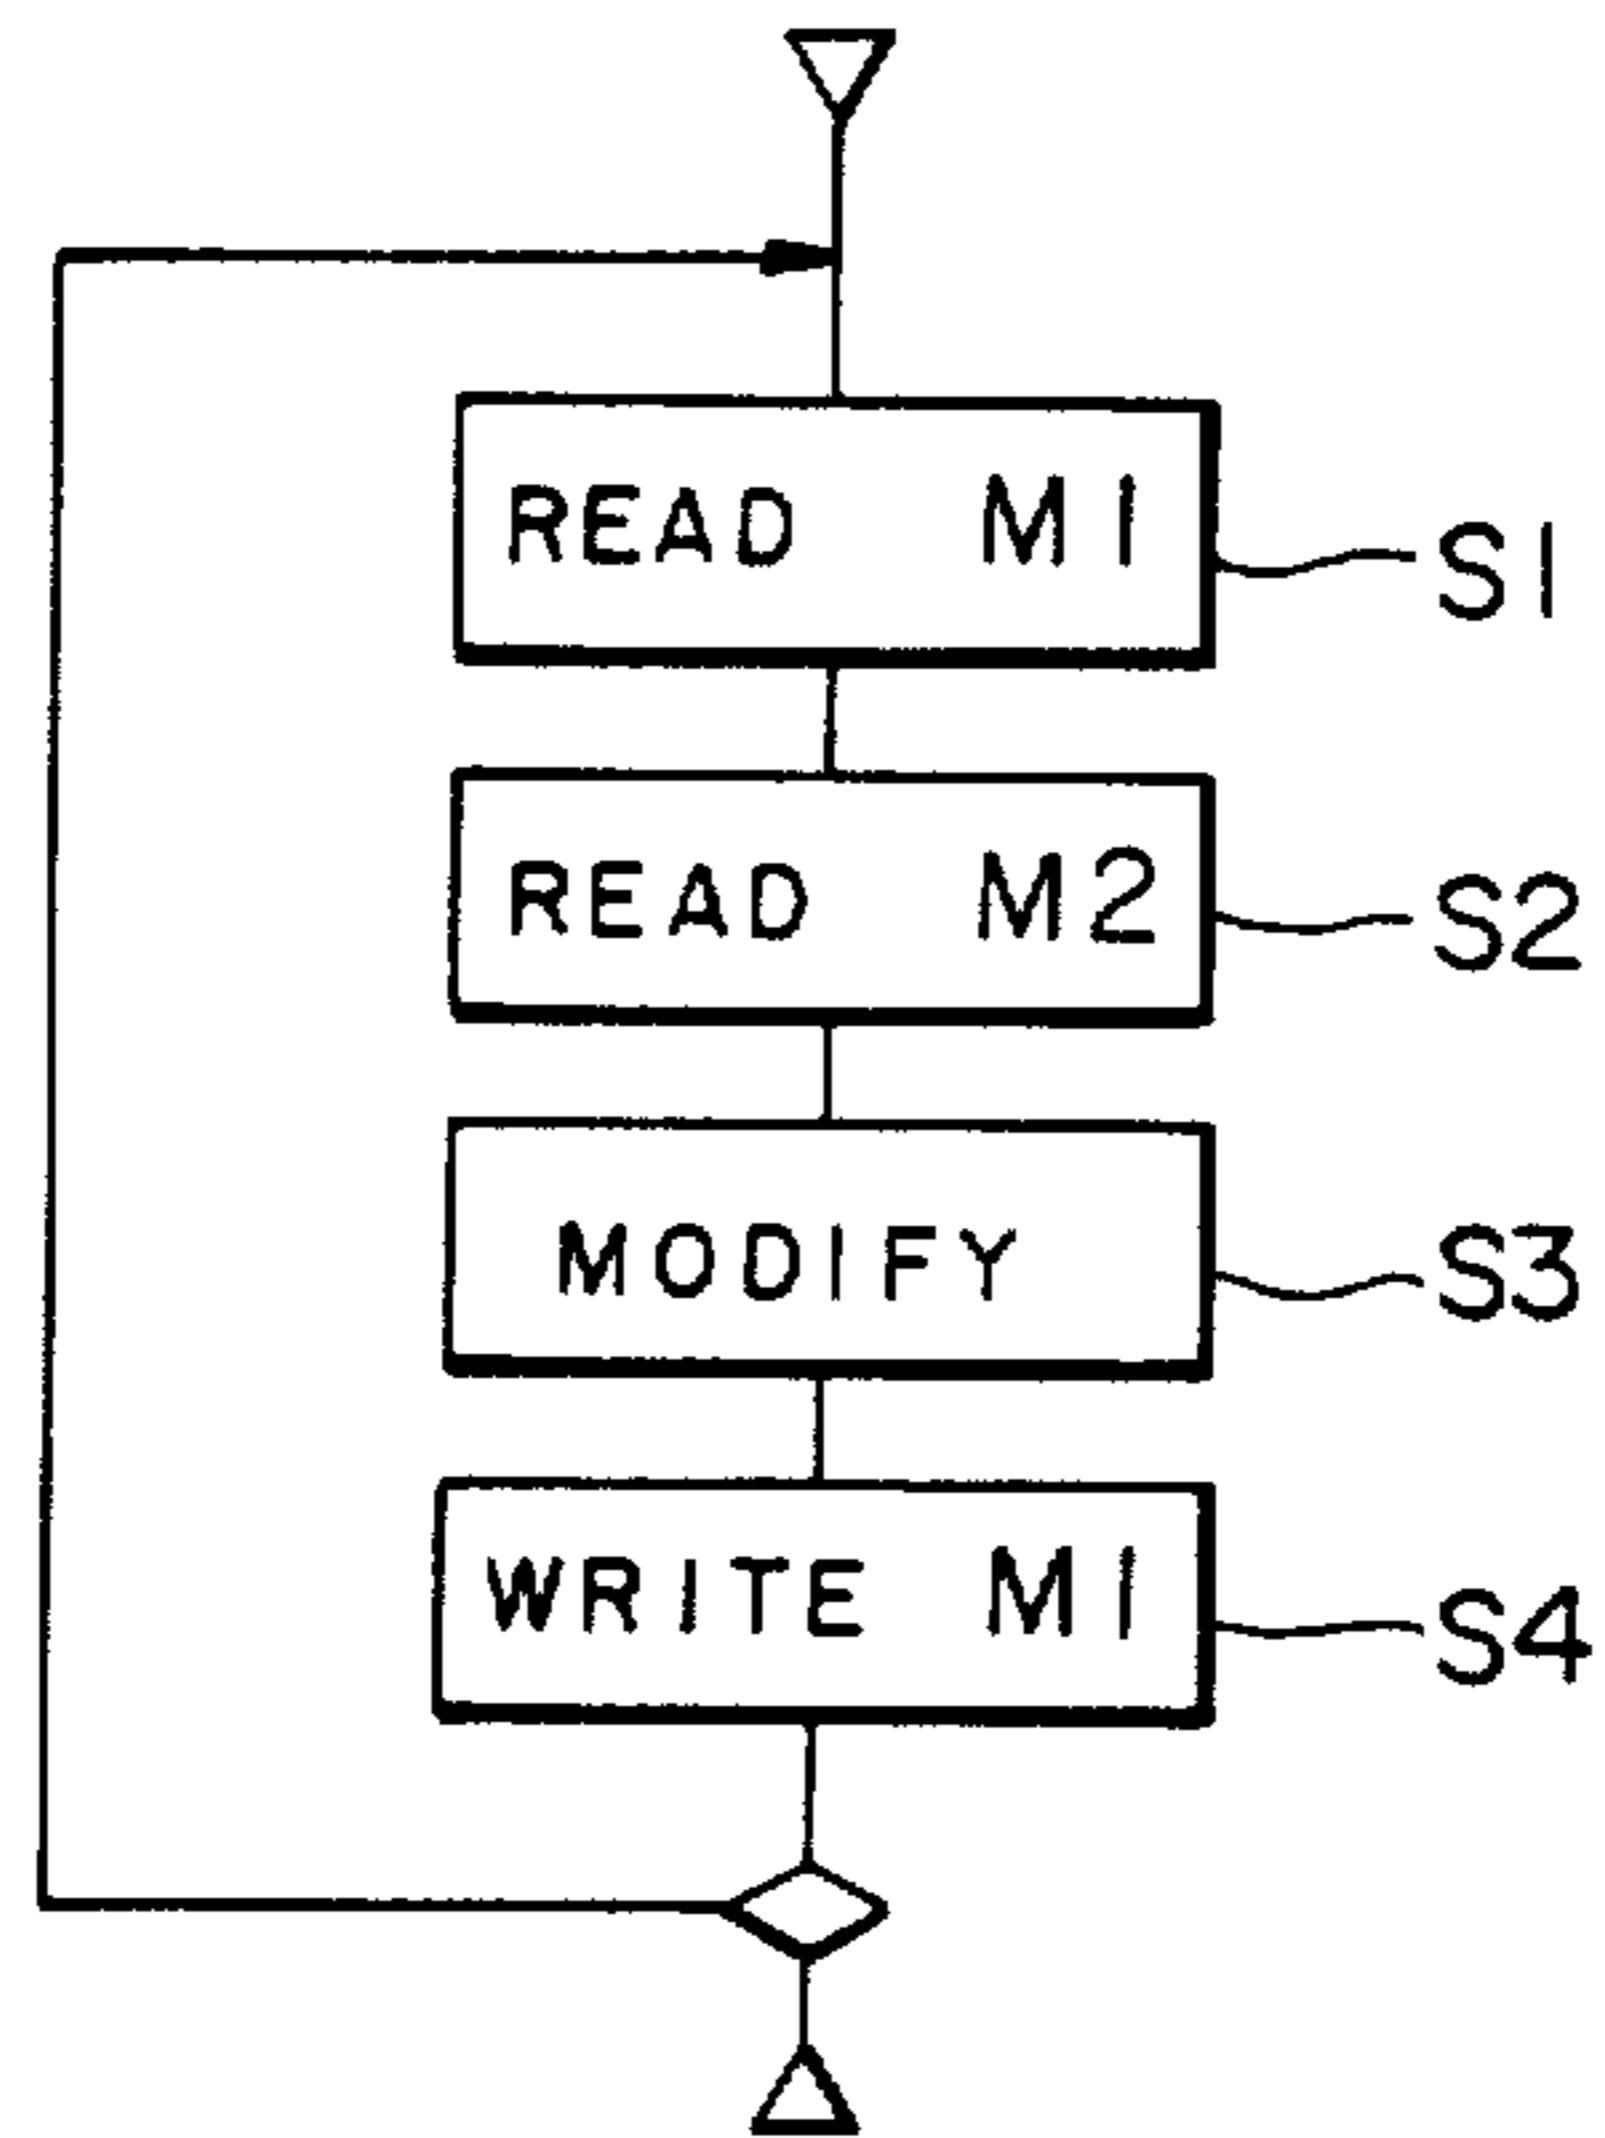 READ M1
S1
READ M2
S2
MODIFY
S3
WRITE M1
S4